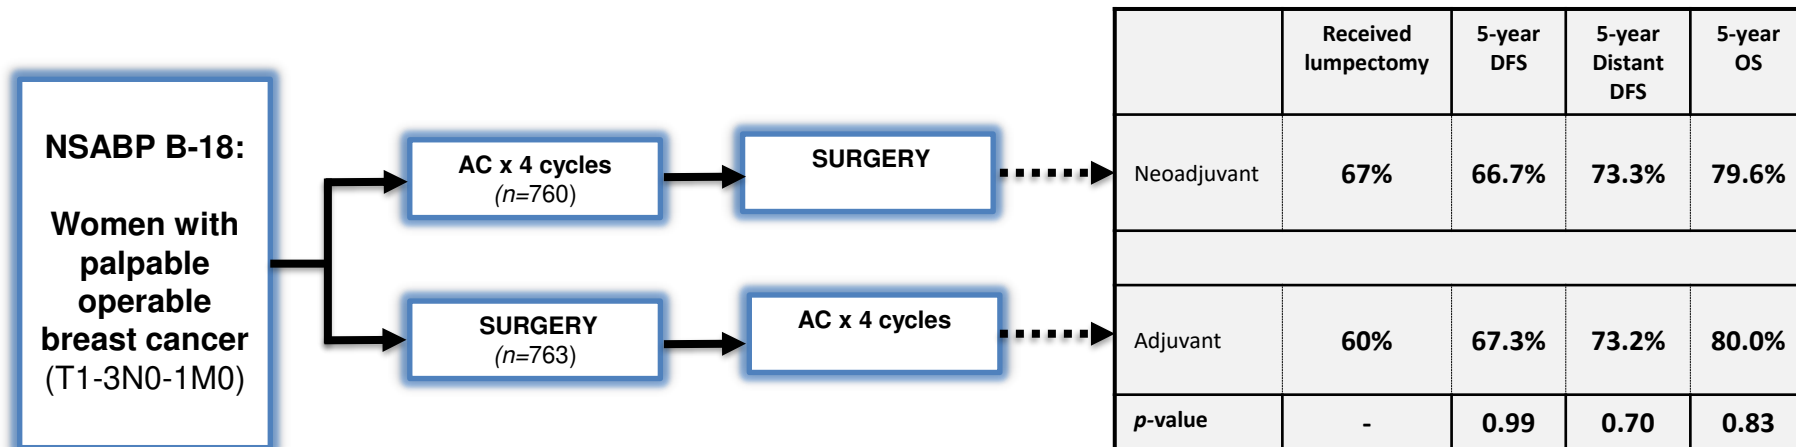 NSABP B-18:
Women with
palpable
operable
breast cancer
(T1-3N0-1M0)
AC x 4 cycles
(n=760)
SURGERY
SURGERY
(n=763)
AC x 4 cycles
Received lumpectomy 5-year DFS 5-year Distant DFS 5-year OS
Neoadjuvant 67% 66.7% 73.3% 79.6%
Adjuvant 60% 67.3% 73.2% 80.0%
p-value - 0.99 0.70 0.83